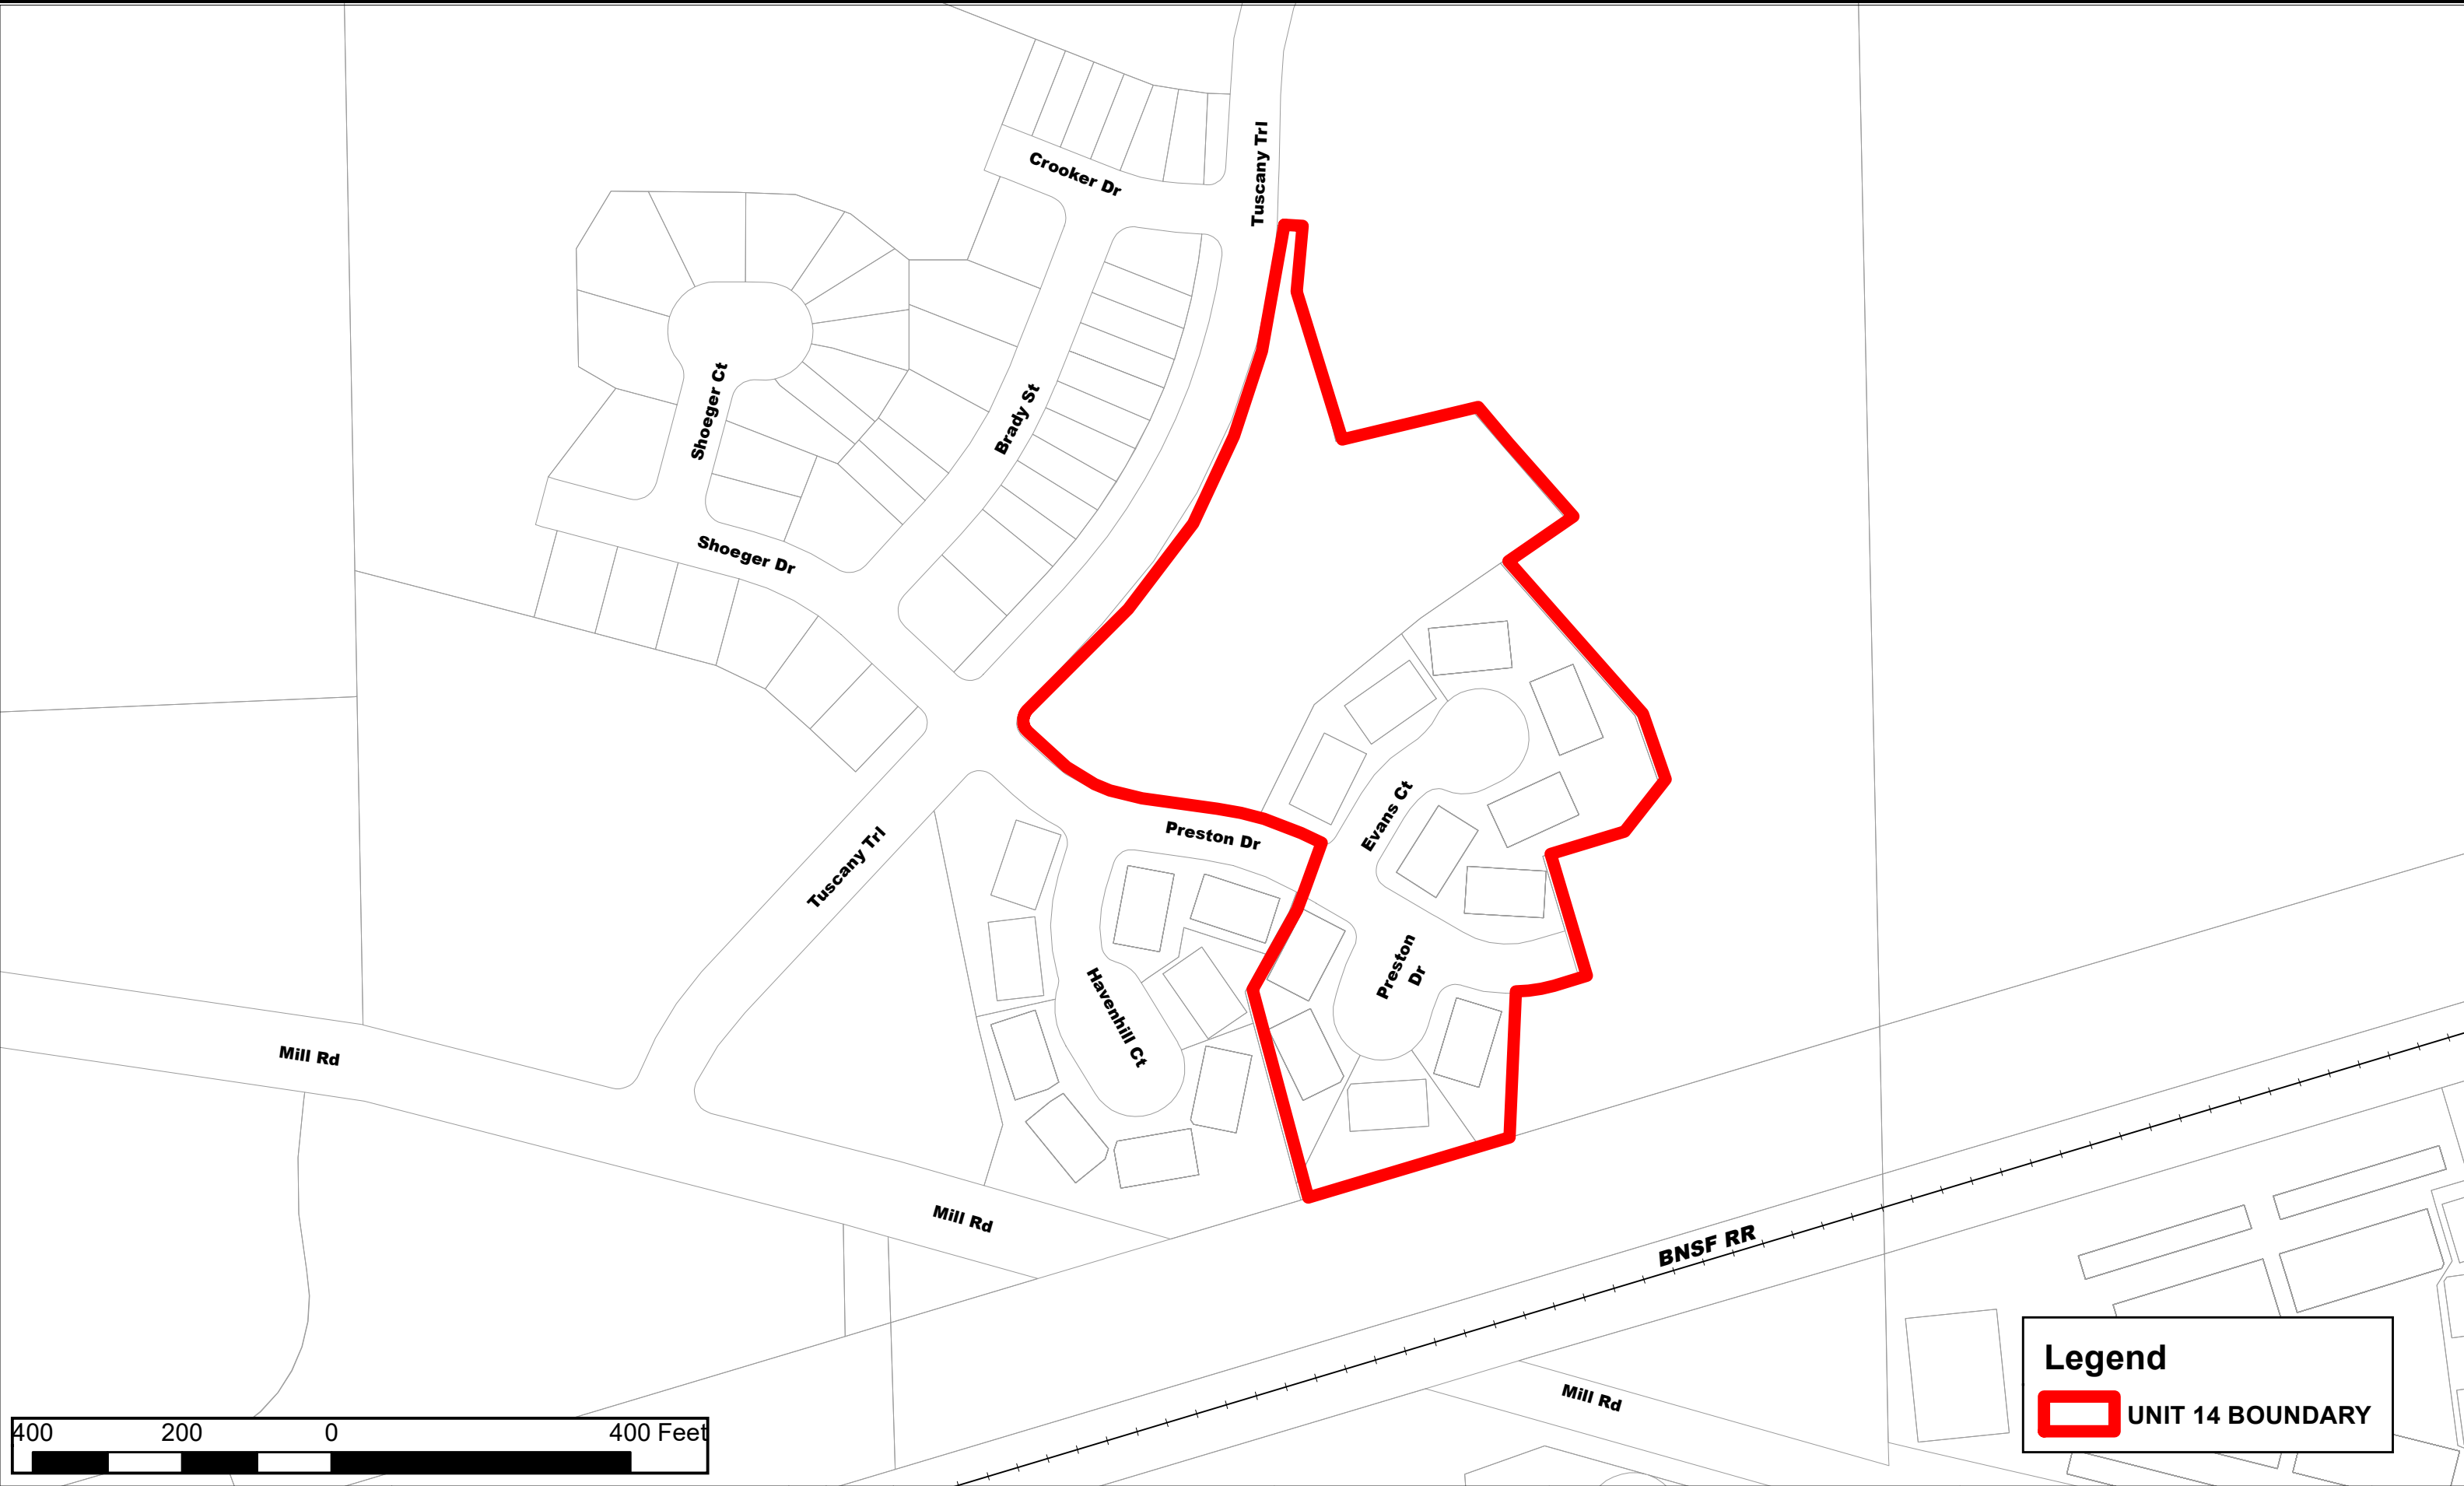 Tuscany Trl
Crooker Dr
Shoeger Ct
Brady St
Shoeger Dr
Evans Ct
Preston Dr
Tuscany Trl
Preston
Dr
Havenhill Ct
Mill Rd
Mill Rd
BNSF RR
Mill Rd
Legend
UNIT 14 BOUNDARY
400 200 0 400 Feet